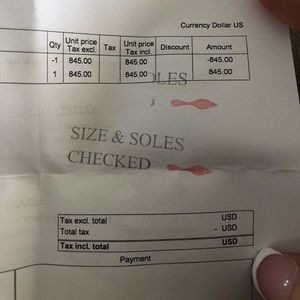 Currency Dollar US
Qty Unit price Tax excl. Tax Unit price Tax incl. Discount Amount
-1 845.00 845.00 -845.00
1 845.00 845.00 845.00
OLES
SIZE & SOLES
CHECKED
Tax excl. total USD
Total tax - USD
Tax incl. total USD
Payment